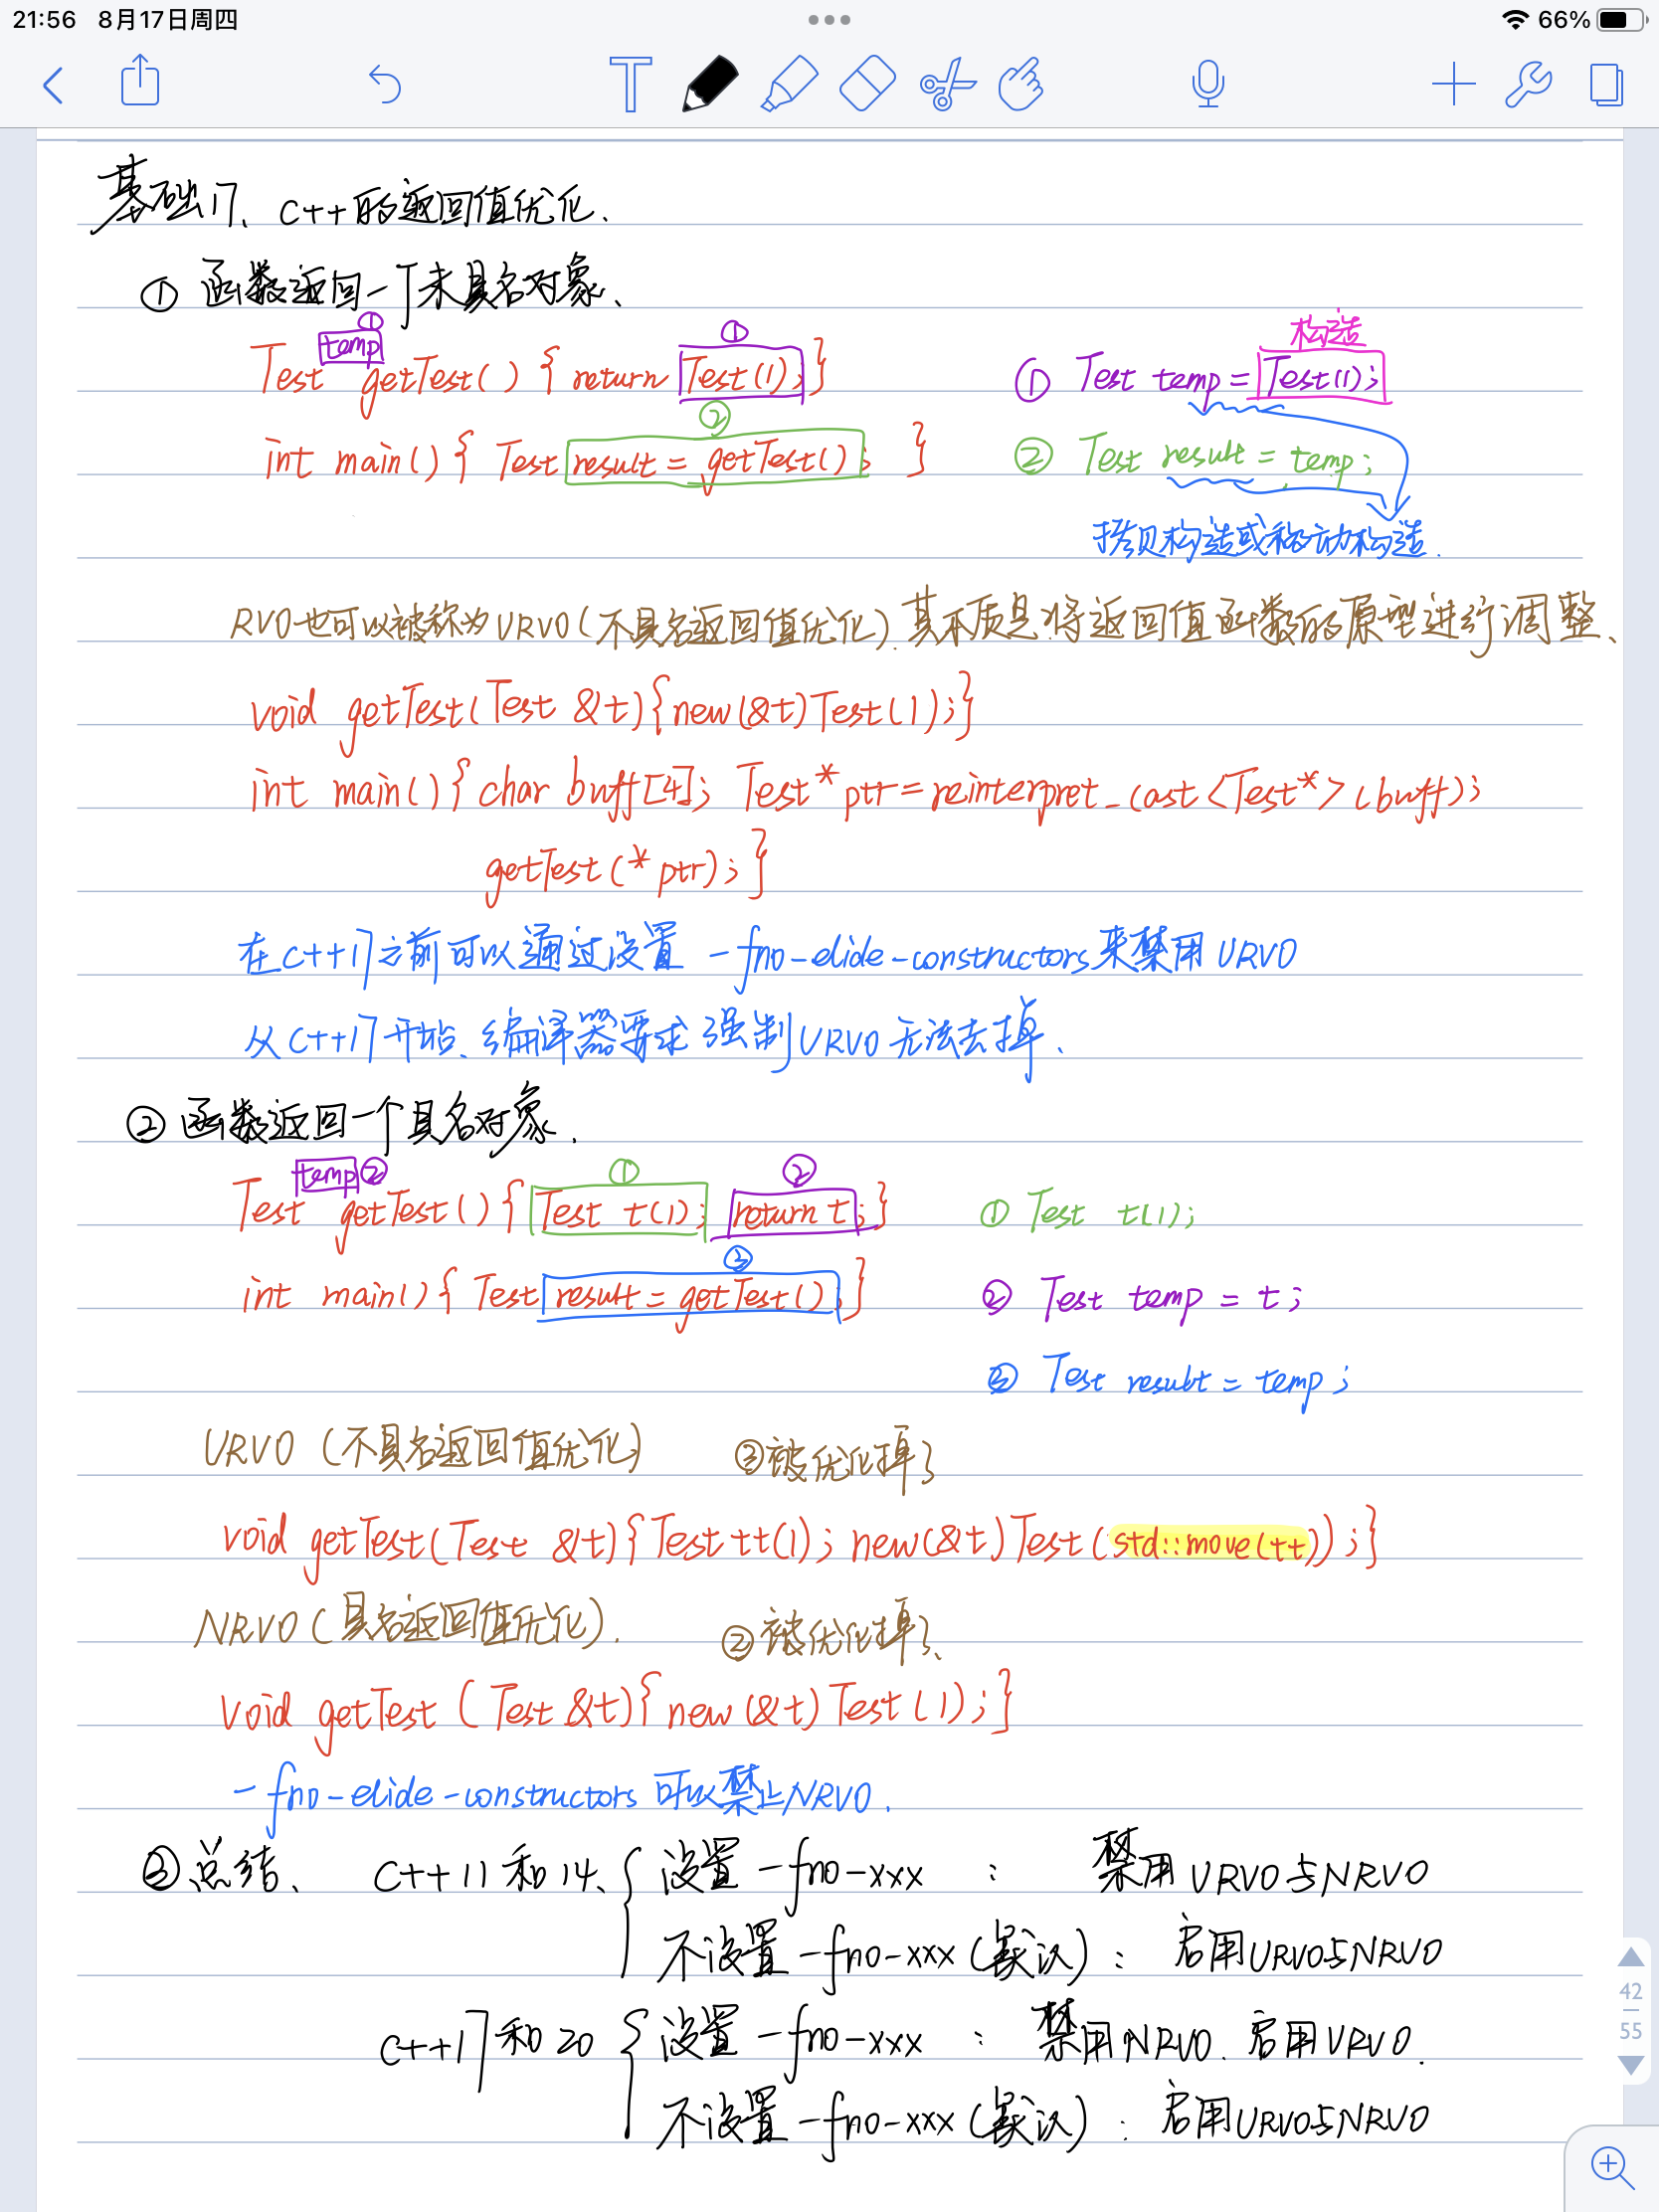 21:56 8月17日周四
66%
基础17、C++的返回值优化.
① 函数返回一个未具名对象、
temp ① ① 构造
Test getTest() { return Test(1); } ① Test temp = Test(1);
②
int main(){ Test result = getTest(); } ② Test result = temp;
拷贝构造或移动构造.
RVO也可以被称为URVO(不具名返回值优化).其本质是将返回值函数的原型进行调整、
void getTest(Test &t){new(&t)Test(1);}
int main(){char buff[4]; Test*ptr=reinterpret_cast<Test*>(buff);
getTest(*ptr);}
在C++17之前可以通过设置 -fno-elide-constructors来禁用URVO
从C++17开始、编译器要求强制URVO无法去掉.
② 函数返回一个具名对象.
temp ② ① ②
Test getTest(){ Test t(1); return t; } ① Test t(1);
③
int main(){ Test result = getTest(); } ② Test temp = t;
③ Test result = temp;
URVO (不具名返回值优化) ③被优化掉了
void getTest(Test &t){Test tt(1); new(&t)Test(std::move(tt));}
NRVO(具名返回值优化). ②被优化掉了、
void getTest (Test &t){new(&t)Test(1);}
-fno-elide-constructors 可以禁止NRVO.
③总结、 C++11和14、 设置 -fno-xxx : 禁用URVO与NRVO
不设置 -fno-xxx(默认): 启用URVO与NRVO
C++17和20 设置 -fno-xxx : 禁用NRVO. 启用URVO.
不设置 -fno-xxx(默认): 启用URVO与NRVO
42
55